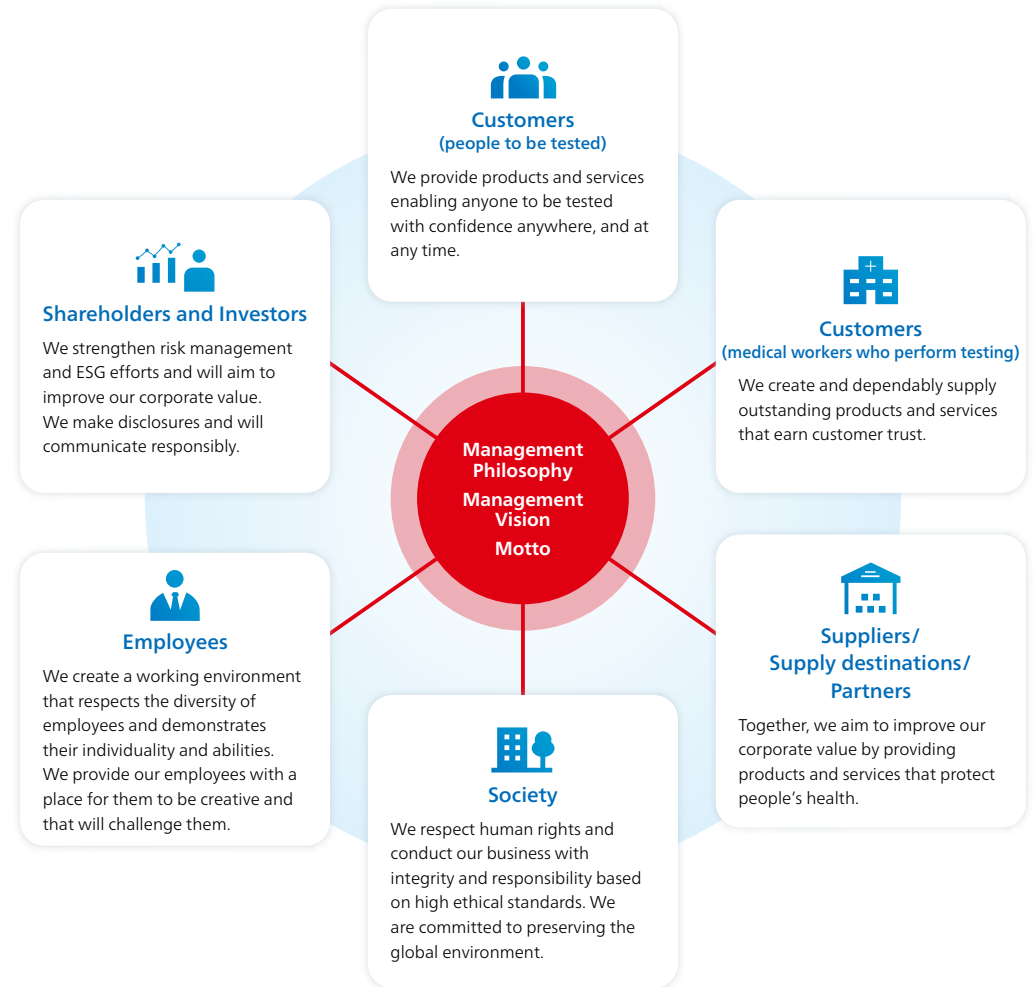 Customers
(people to be tested)
We provide products and services
enabling anyone to be tested
with confidence anywhere, and at
any time.
Shareholders and Investors
We strengthen risk management
and ESG efforts and will aim to
improve our corporate value.
We make disclosures and will
communicate responsibly.
Customers
(medical workers who perform testing)
We create and dependably supply
outstanding products and services
that earn customer trust.
Management
Philosophy
Management
Vision
Motto
Employees
We create a working environment
that respects the diversity of
employees and demonstrates
their individuality and abilities.
We provide our employees with a
place for them to be creative and
that will challenge them.
Suppliers/
Supply destinations/
Partners
Together, we aim to improve our
corporate value by providing
products and services that protect
people’s health.
Society
We respect human rights and
conduct our business with
integrity and responsibility based
on high ethical standards. We
are committed to preserving the
global environment.